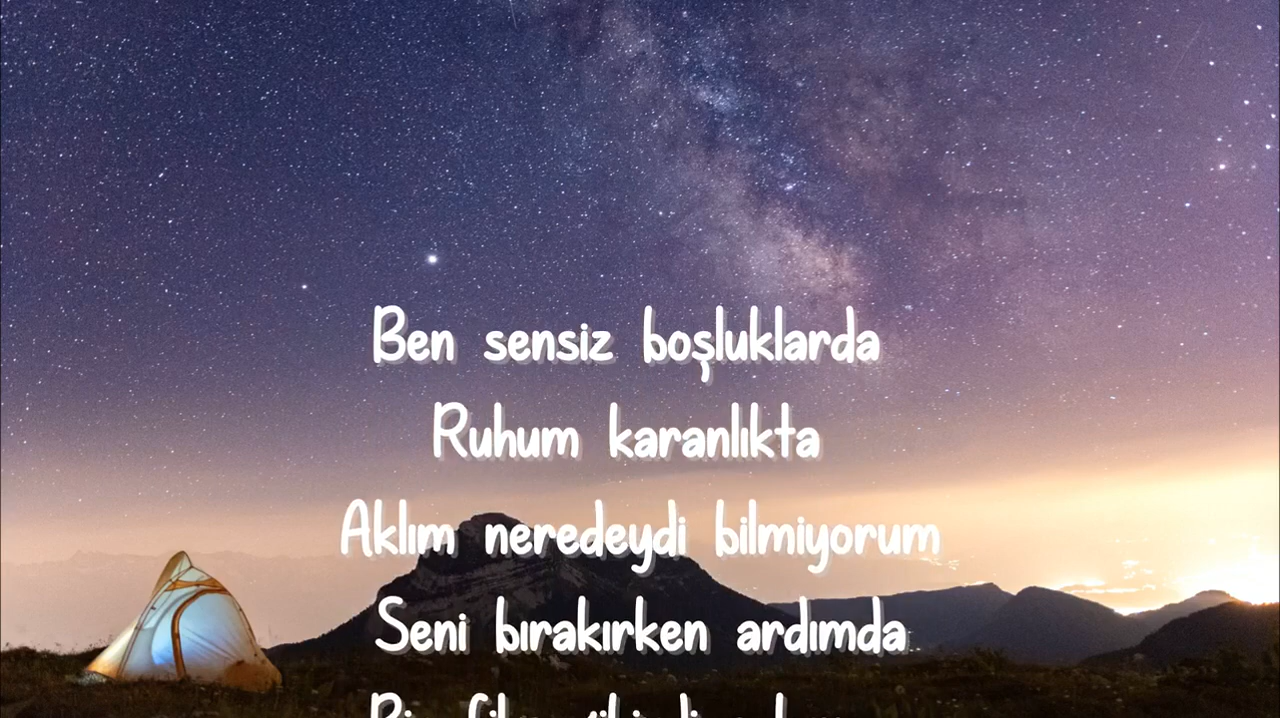 Ben sensiz boşluklarda
Ruhum karanlıkta
Aklım neredeydi bilmiyorum
Seni bırakırken ardımda